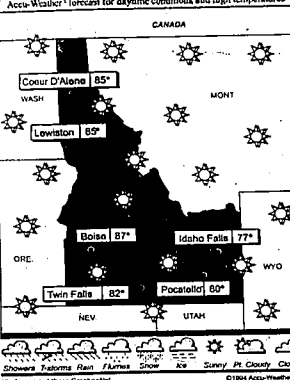 Accu-Weather® forecast for daytime conditions and high temperatures
CANADA
Coeur D'Alene 85°
WASH
MONT
Lewiston 85°
Boise 87°
Idaho Falls 77°
ORE.
WYO
Twin Falls 82°
Pocatello 80°
NEV
UTAH
Showers T-storms Rain Flurries Snow Ice Sunny Pt. Cloudy
©1994 Accu-Weather